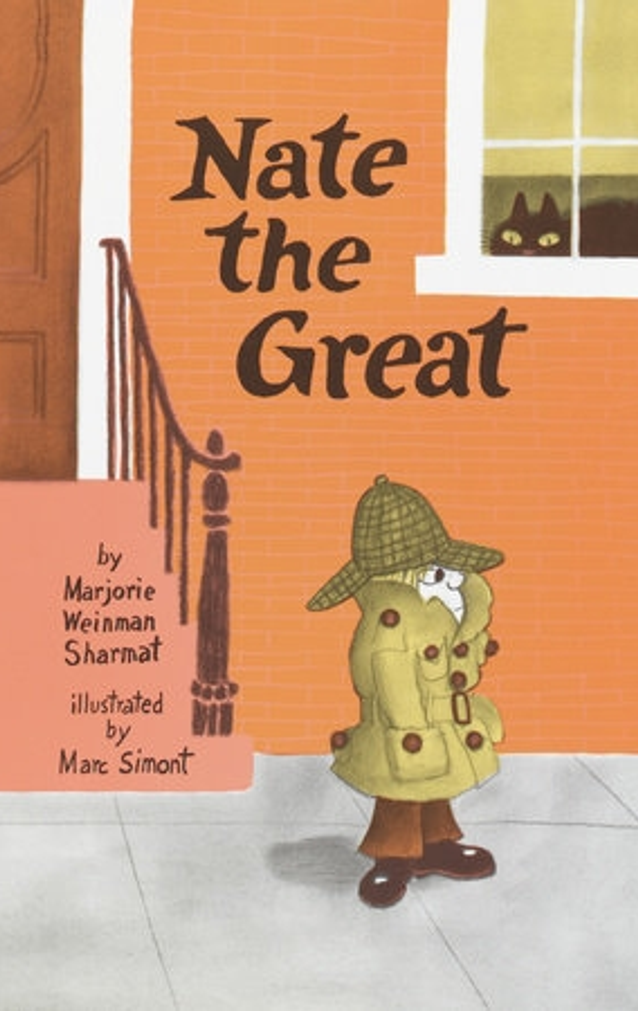 Nate
the
Great
by
Marjorie
Weinman
Sharmat
illustrated
by
Marc Simont